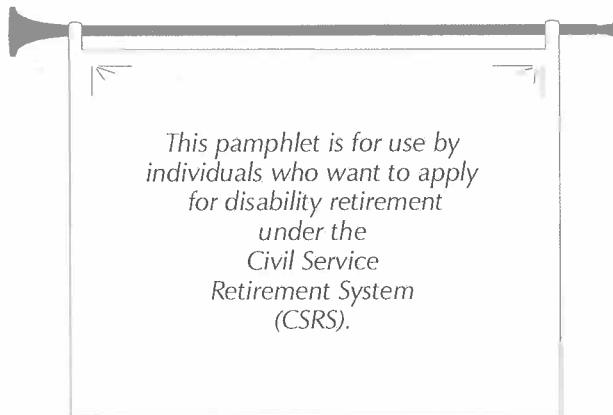 This pamphlet is for use by
individuals who want to apply
for disability retirement
under the
Civil Service
Retirement System
(CSRS).